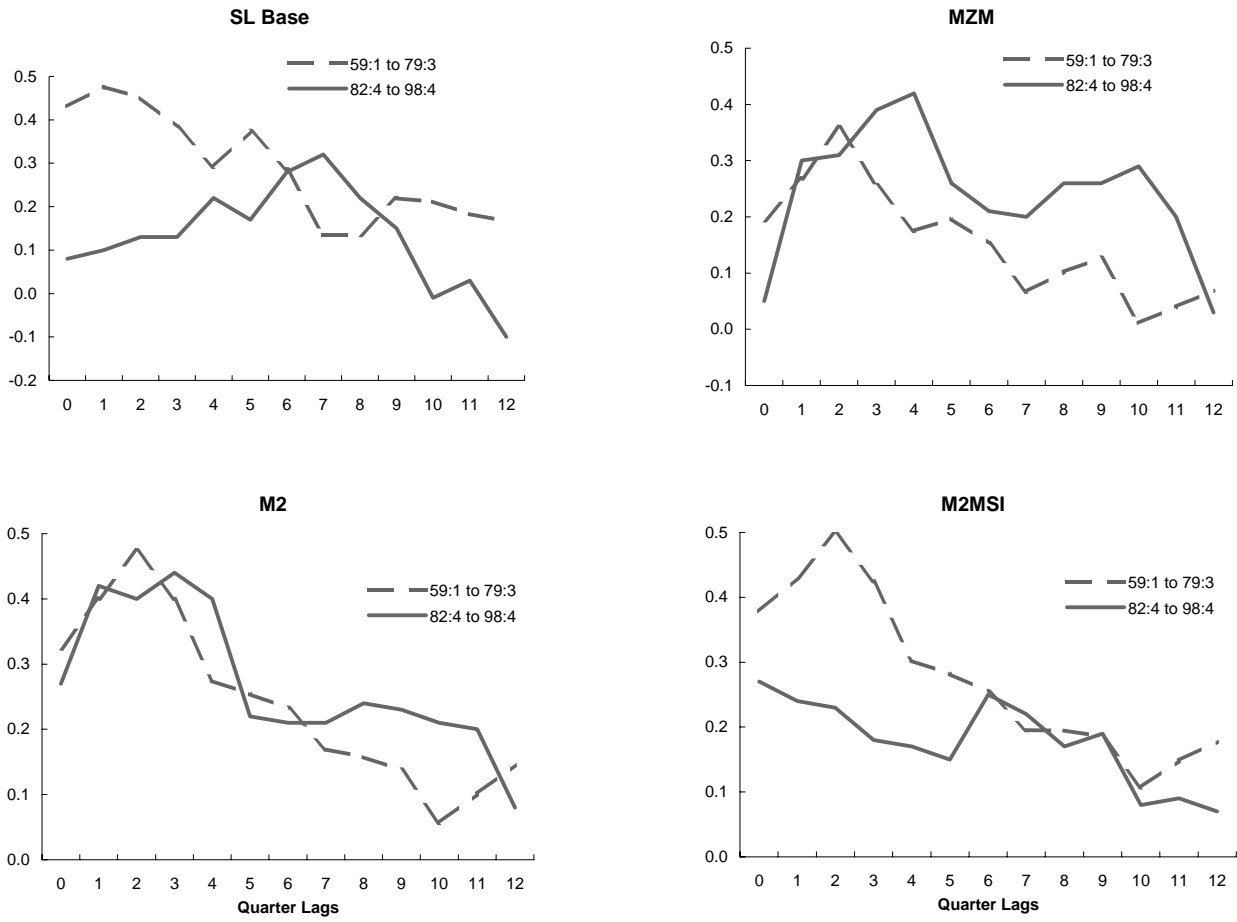 SL Base
59:1 to 79:3
82:4 to 98:4
0.5
0.4
0.3
0.2
0.1
0.0
-0.1
-0.2
0 1 2 3 4 5 6 7 8 9 10 11 12
MZM
59:1 to 79:3
82:4 to 98:4
0.5
0.4
0.3
0.2
0.1
0.0
-0.1
0 1 2 3 4 5 6 7 8 9 10 11 12
M2
59:1 to 79:3
82:4 to 98:4
0.5
0.4
0.3
0.2
0.1
0.0
0 1 2 3 4 5 6 7 8 9 10 11 12
Quarter Lags
M2MSI
59:1 to 79:3
82:4 to 98:4
0.5
0.4
0.3
0.2
0.1
0.0
0 1 2 3 4 5 6 7 8 9 10 11 12
Quarter Lags